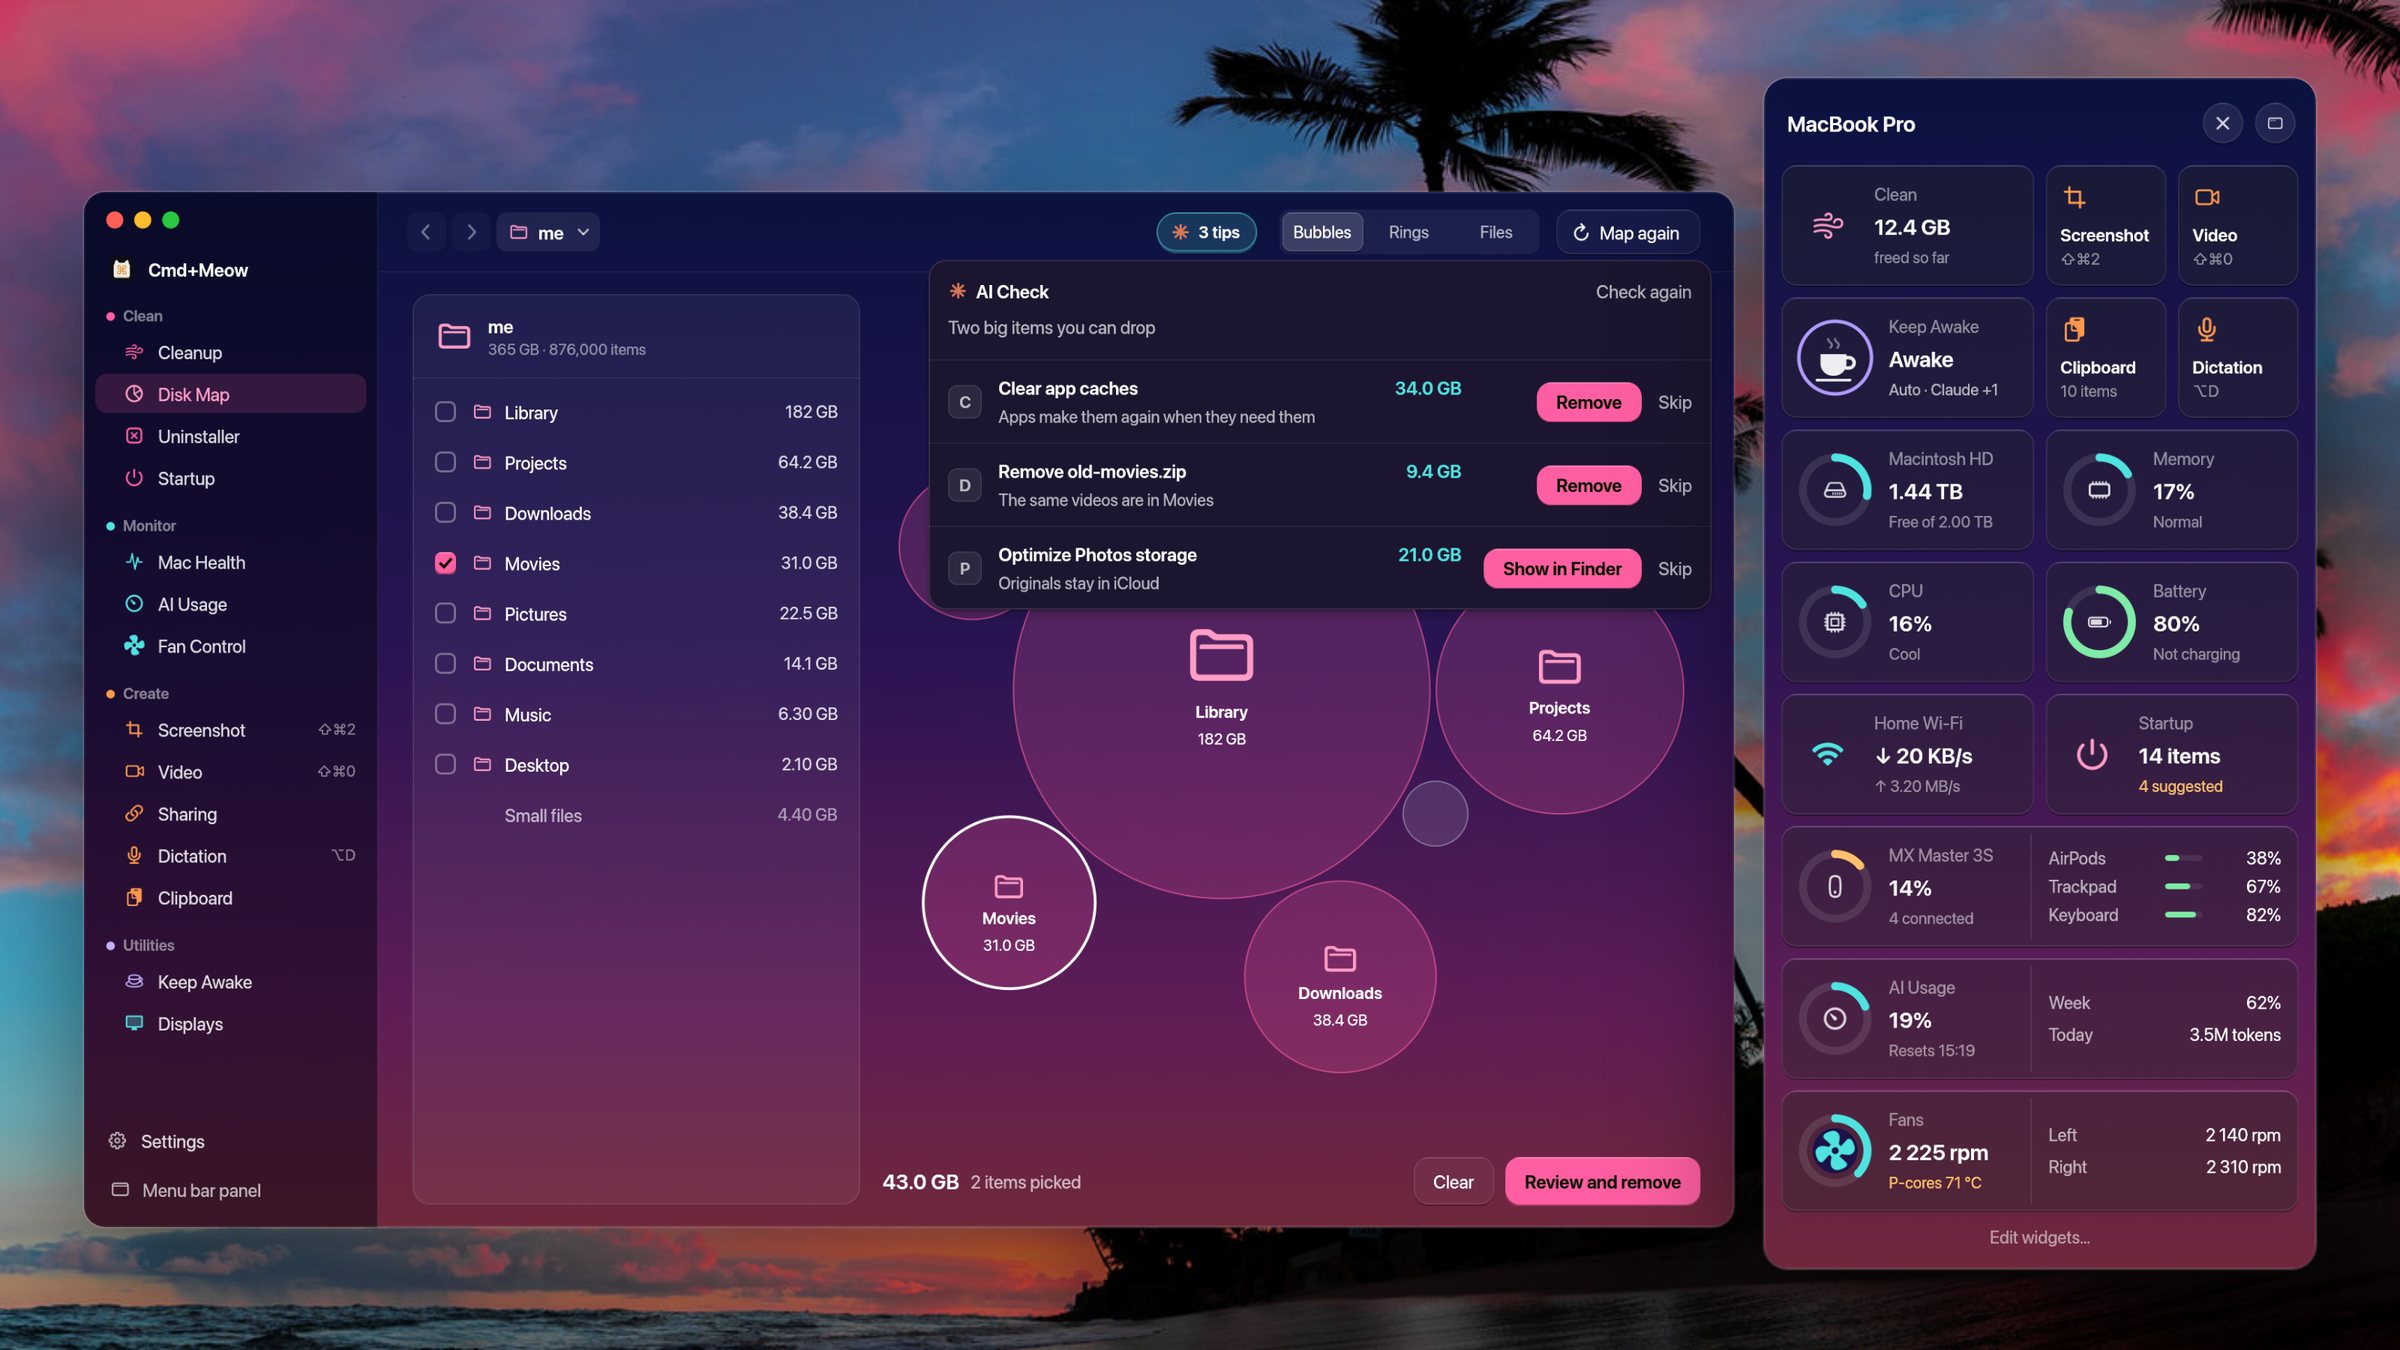 Cmd+Meow
Clean
Cleanup
Disk Map
Uninstaller
Startup
Monitor
Mac Health
AI Usage
Fan Control
Create
Screenshot ⇧⌘2
Video ⇧⌘0
Sharing
Dictation ⌥D
Clipboard
Utilities
Keep Awake
Displays
Settings
Menu bar panel
me
3 tips
Bubbles
Rings
Files
Map again
me
365 GB · 876,000 items
Library 182 GB
Projects 64.2 GB
Downloads 38.4 GB
Movies 31.0 GB
Pictures 22.5 GB
Documents 14.1 GB
Music 6.30 GB
Desktop 2.10 GB
Small files 4.40 GB
AI Check
Check again
Two big items you can drop
C
Clear app caches 34.0 GB
Apps make them again when they need them
Remove
Skip
D
Remove old-movies.zip 9.4 GB
The same videos are in Movies
Remove
Skip
P
Optimize Photos storage 21.0 GB
Originals stay in iCloud
Show in Finder
Skip
Library
182 GB
Projects
64.2 GB
Movies
31.0 GB
Downloads
38.4 GB
43.0 GB 2 items picked
Clear
Review and remove
MacBook Pro
Clean
12.4 GB
freed so far
Screenshot
⇧⌘2
Video
⇧⌘0
Keep Awake
Awake
Auto · Claude +1
Clipboard
10 items
Dictation
⌥D
Macintosh HD
1.44 TB
Free of 2.00 TB
Memory
17%
Normal
CPU
16%
Cool
Battery
80%
Not charging
Home Wi-Fi
↓ 20 KB/s
↑ 3.20 MB/s
Startup
14 items
4 suggested
MX Master 3S
14%
4 connected
AirPods 38%
Trackpad 67%
Keyboard 82%
AI Usage
19%
Resets 15:19
Week 62%
Today 3.5M tokens
Fans
2 225 rpm
P-cores 71 °C
Left 2 140 rpm
Right 2 310 rpm
Edit widgets...